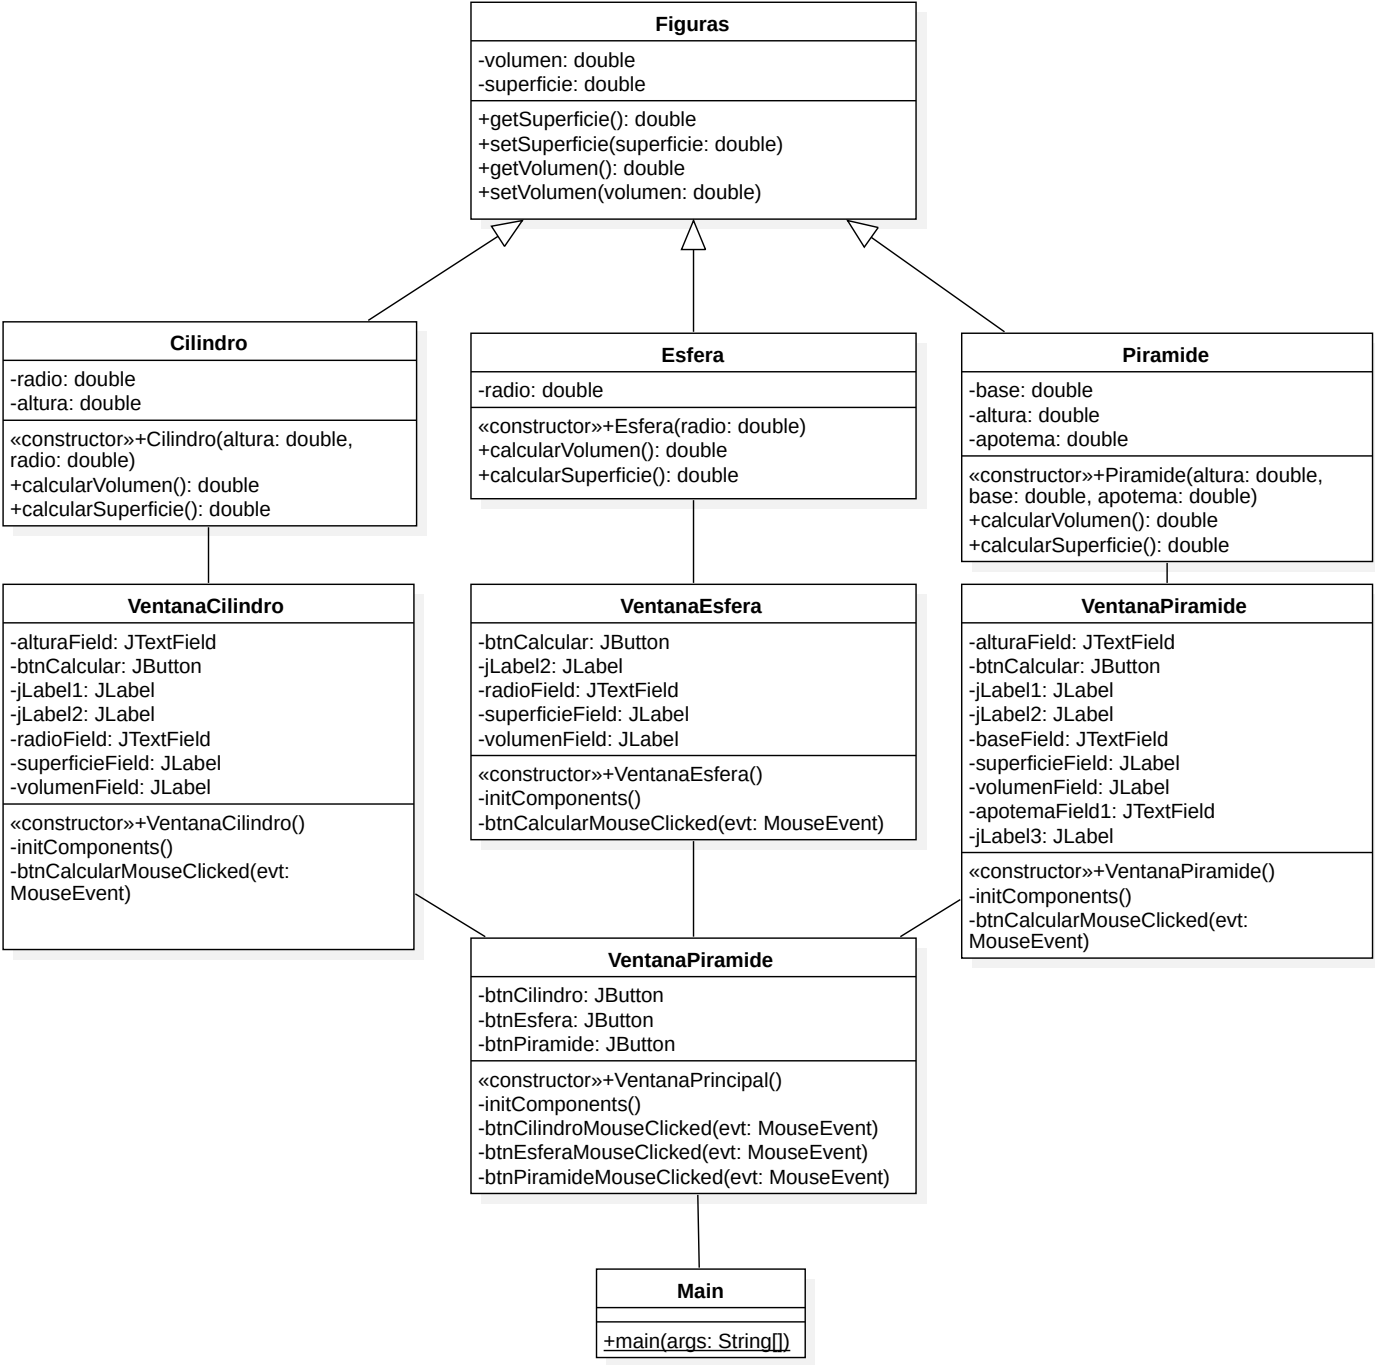 Figuras
-volumen: double
-superficie: double
+getSuperficie(): double
+setSuperficie(superficie: double)
+getVolumen(): double
+setVolumen(volumen: double)
Cilindro
-radio: double
-altura: double
«constructor»+Cilindro(altura: double,
radio: double)
+calcularVolumen(): double
+calcularSuperficie(): double
Esfera
-radio: double
«constructor»+Esfera(radio: double)
+calcularVolumen(): double
+calcularSuperficie(): double
Piramide
-base: double
-altura: double
-apotema: double
«constructor»+Piramide(altura: double,
base: double, apotema: double)
+calcularVolumen(): double
+calcularSuperficie(): double
VentanaCilindro
-alturaField: JTextField
-btnCalcular: JButton
-jLabel1: JLabel
-jLabel2: JLabel
-radioField: JTextField
-superficieField: JLabel
-volumenField: JLabel
«constructor»+VentanaCilindro()
-initComponents()
-btnCalcularMouseClicked(evt:
MouseEvent)
VentanaEsfera
-btnCalcular: JButton
-jLabel2: JLabel
-radioField: JTextField
-superficieField: JLabel
-volumenField: JLabel
«constructor»+VentanaEsfera()
-initComponents()
-btnCalcularMouseClicked(evt: MouseEvent)
VentanaPiramide
-alturaField: JTextField
-btnCalcular: JButton
-jLabel1: JLabel
-jLabel2: JLabel
-baseField: JTextField
-superficieField: JLabel
-volumenField: JLabel
-apotemaField1: JTextField
-jLabel3: JLabel
«constructor»+VentanaPiramide()
-initComponents()
-btnCalcularMouseClicked(evt:
MouseEvent)
VentanaPiramide
-btnCilindro: JButton
-btnEsfera: JButton
-btnPiramide: JButton
«constructor»+VentanaPrincipal()
-initComponents()
-btnCilindroMouseClicked(evt: MouseEvent)
-btnEsferaMouseClicked(evt: MouseEvent)
-btnPiramideMouseClicked(evt: MouseEvent)
Main
+main(args: String[])